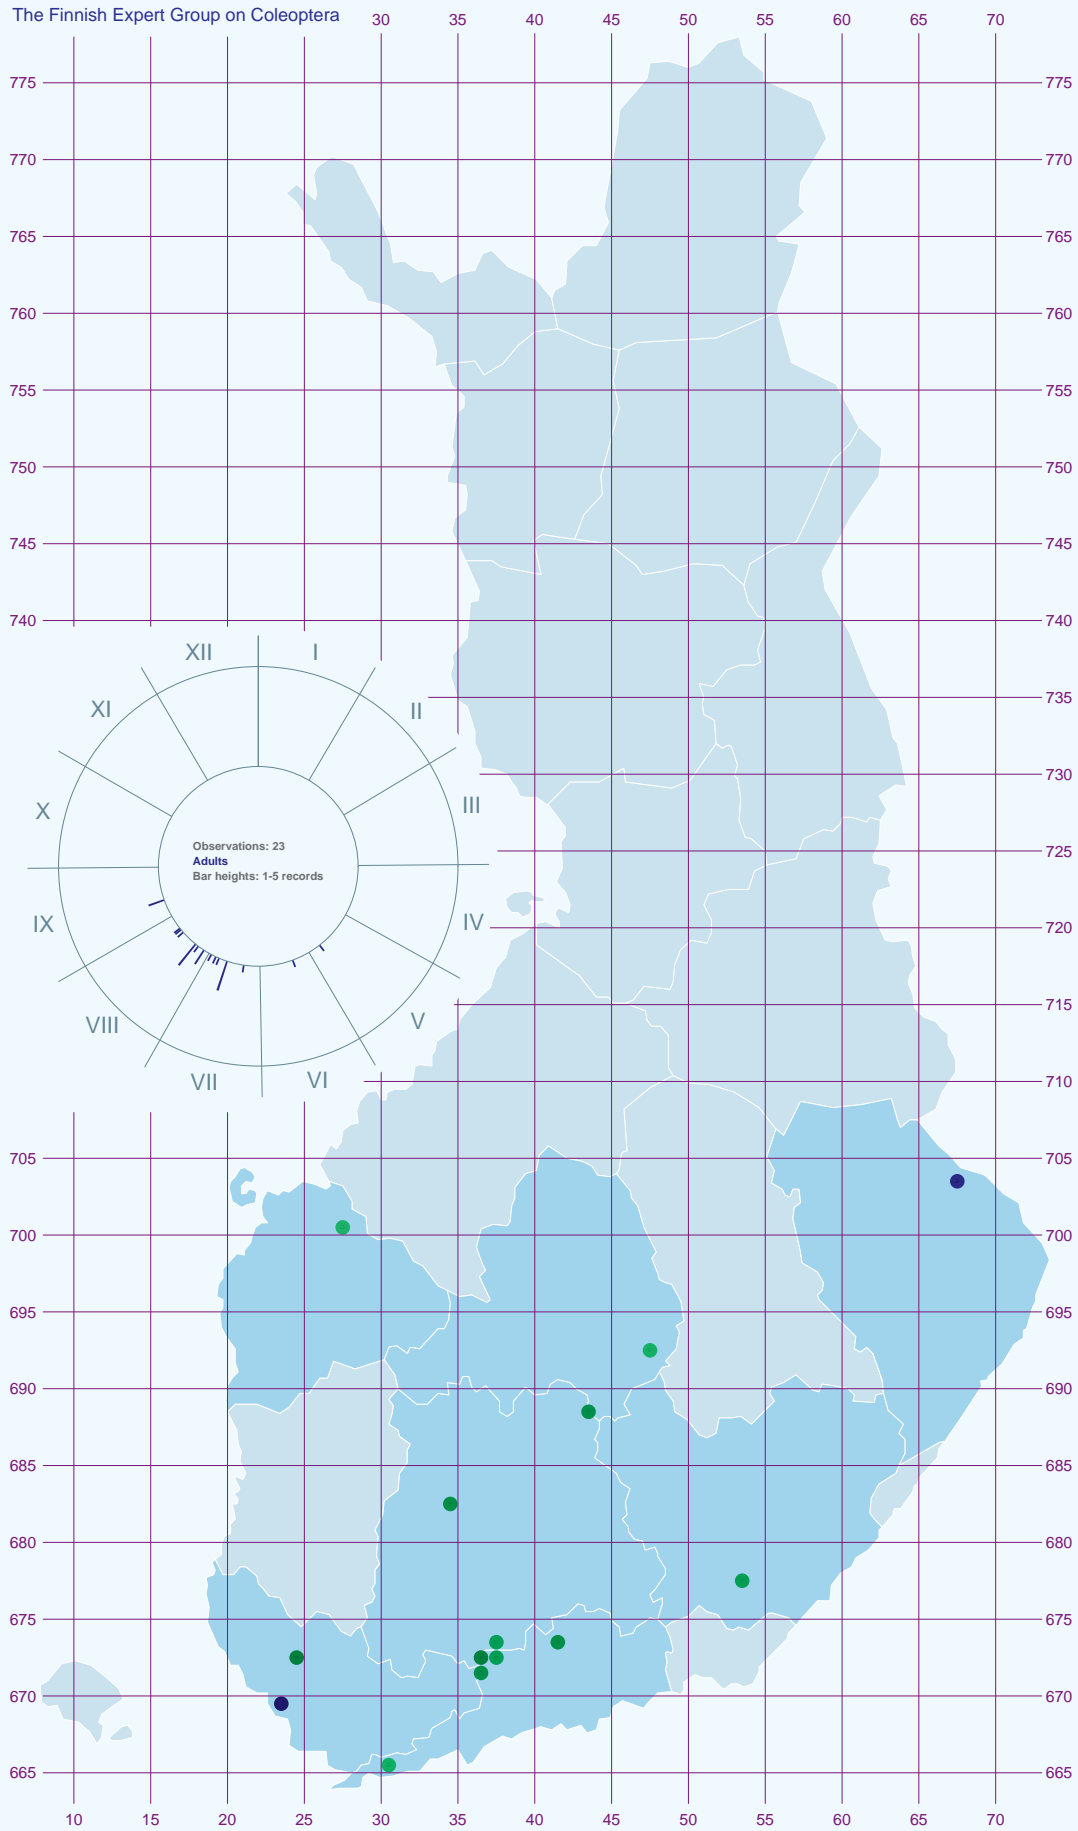 The Finnish Expert Group on Coleoptera
30 35 40 45 50 55 60 65 70
775 775
770 770
765 765
760 760
755 755
750 750
745 745
740 740
XII I
XI II
735
730
X III
725
Observations: 23
Adults
Bar heights: 1-5 records
IX IV
720
715
VIII V
VII VI
710
705 705
700 700
695 695
690 690
685 685
680 680
675 675
670 670
665 665
10 15 20 25 30 35 40 45 50 55 60 65 70